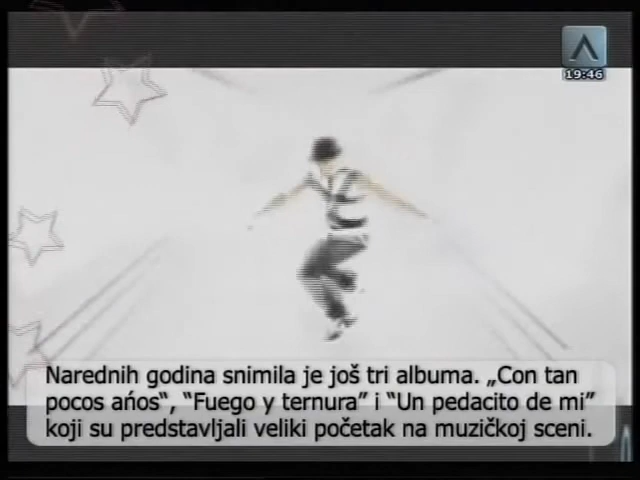 19:46
Narednih godina snimila je još tri albuma. „Con tan
pocos ańos“, “Fuego y ternura” i “Un pedacito de mi”
koji su predstavljali veliki početak na muzičkoj sceni.